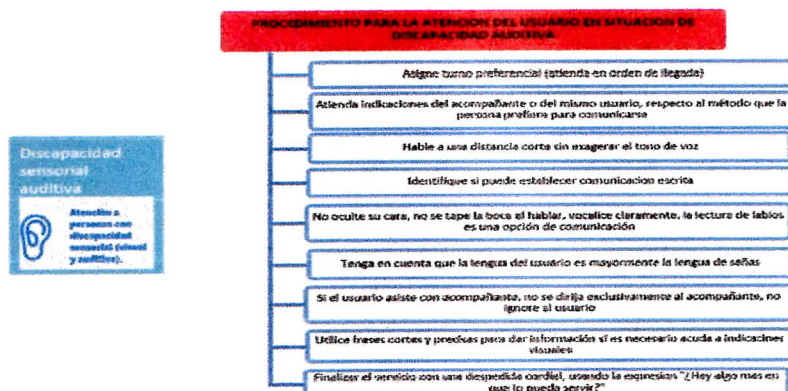 PROCEDIMIENTO PARA LA ATENCION DEL USUARIO EN SITUACION DE
DISCAPACIDAD AUDITIVA
Asigne turno preferencial (atienda en orden de llegada)
Atienda indicaciones del acompañante o del mismo usuario, respecto al método que la
persona prefiere para comunicarse
Hable a una distancia corta sin exagerar el tono de voz
Identifique si puede establecer comunicacion escrita
No oculte su cara, no se tape la boca al hablar, vocalice claramente, la lectura de labios
es una opción de comunicación
Tenga en cuenta que la lengua del usuario es mayormente la lengua de señas
Si el usuario asiste con acompañante, no se dirija exclusivamente al acompañante, no
ignore al usuario
Utilice frases cortas y precisas para dar información si es necesario acuda a indicaciones
visuales
Finalizar el servicio con una despedida cordial, usando la expresion "¿Hay algo mas en
que lo pueda servir?"
Discapacidad
sensorial
auditiva
Atención a
personas con
discapacidad
sensorial (visual
y auditiva).